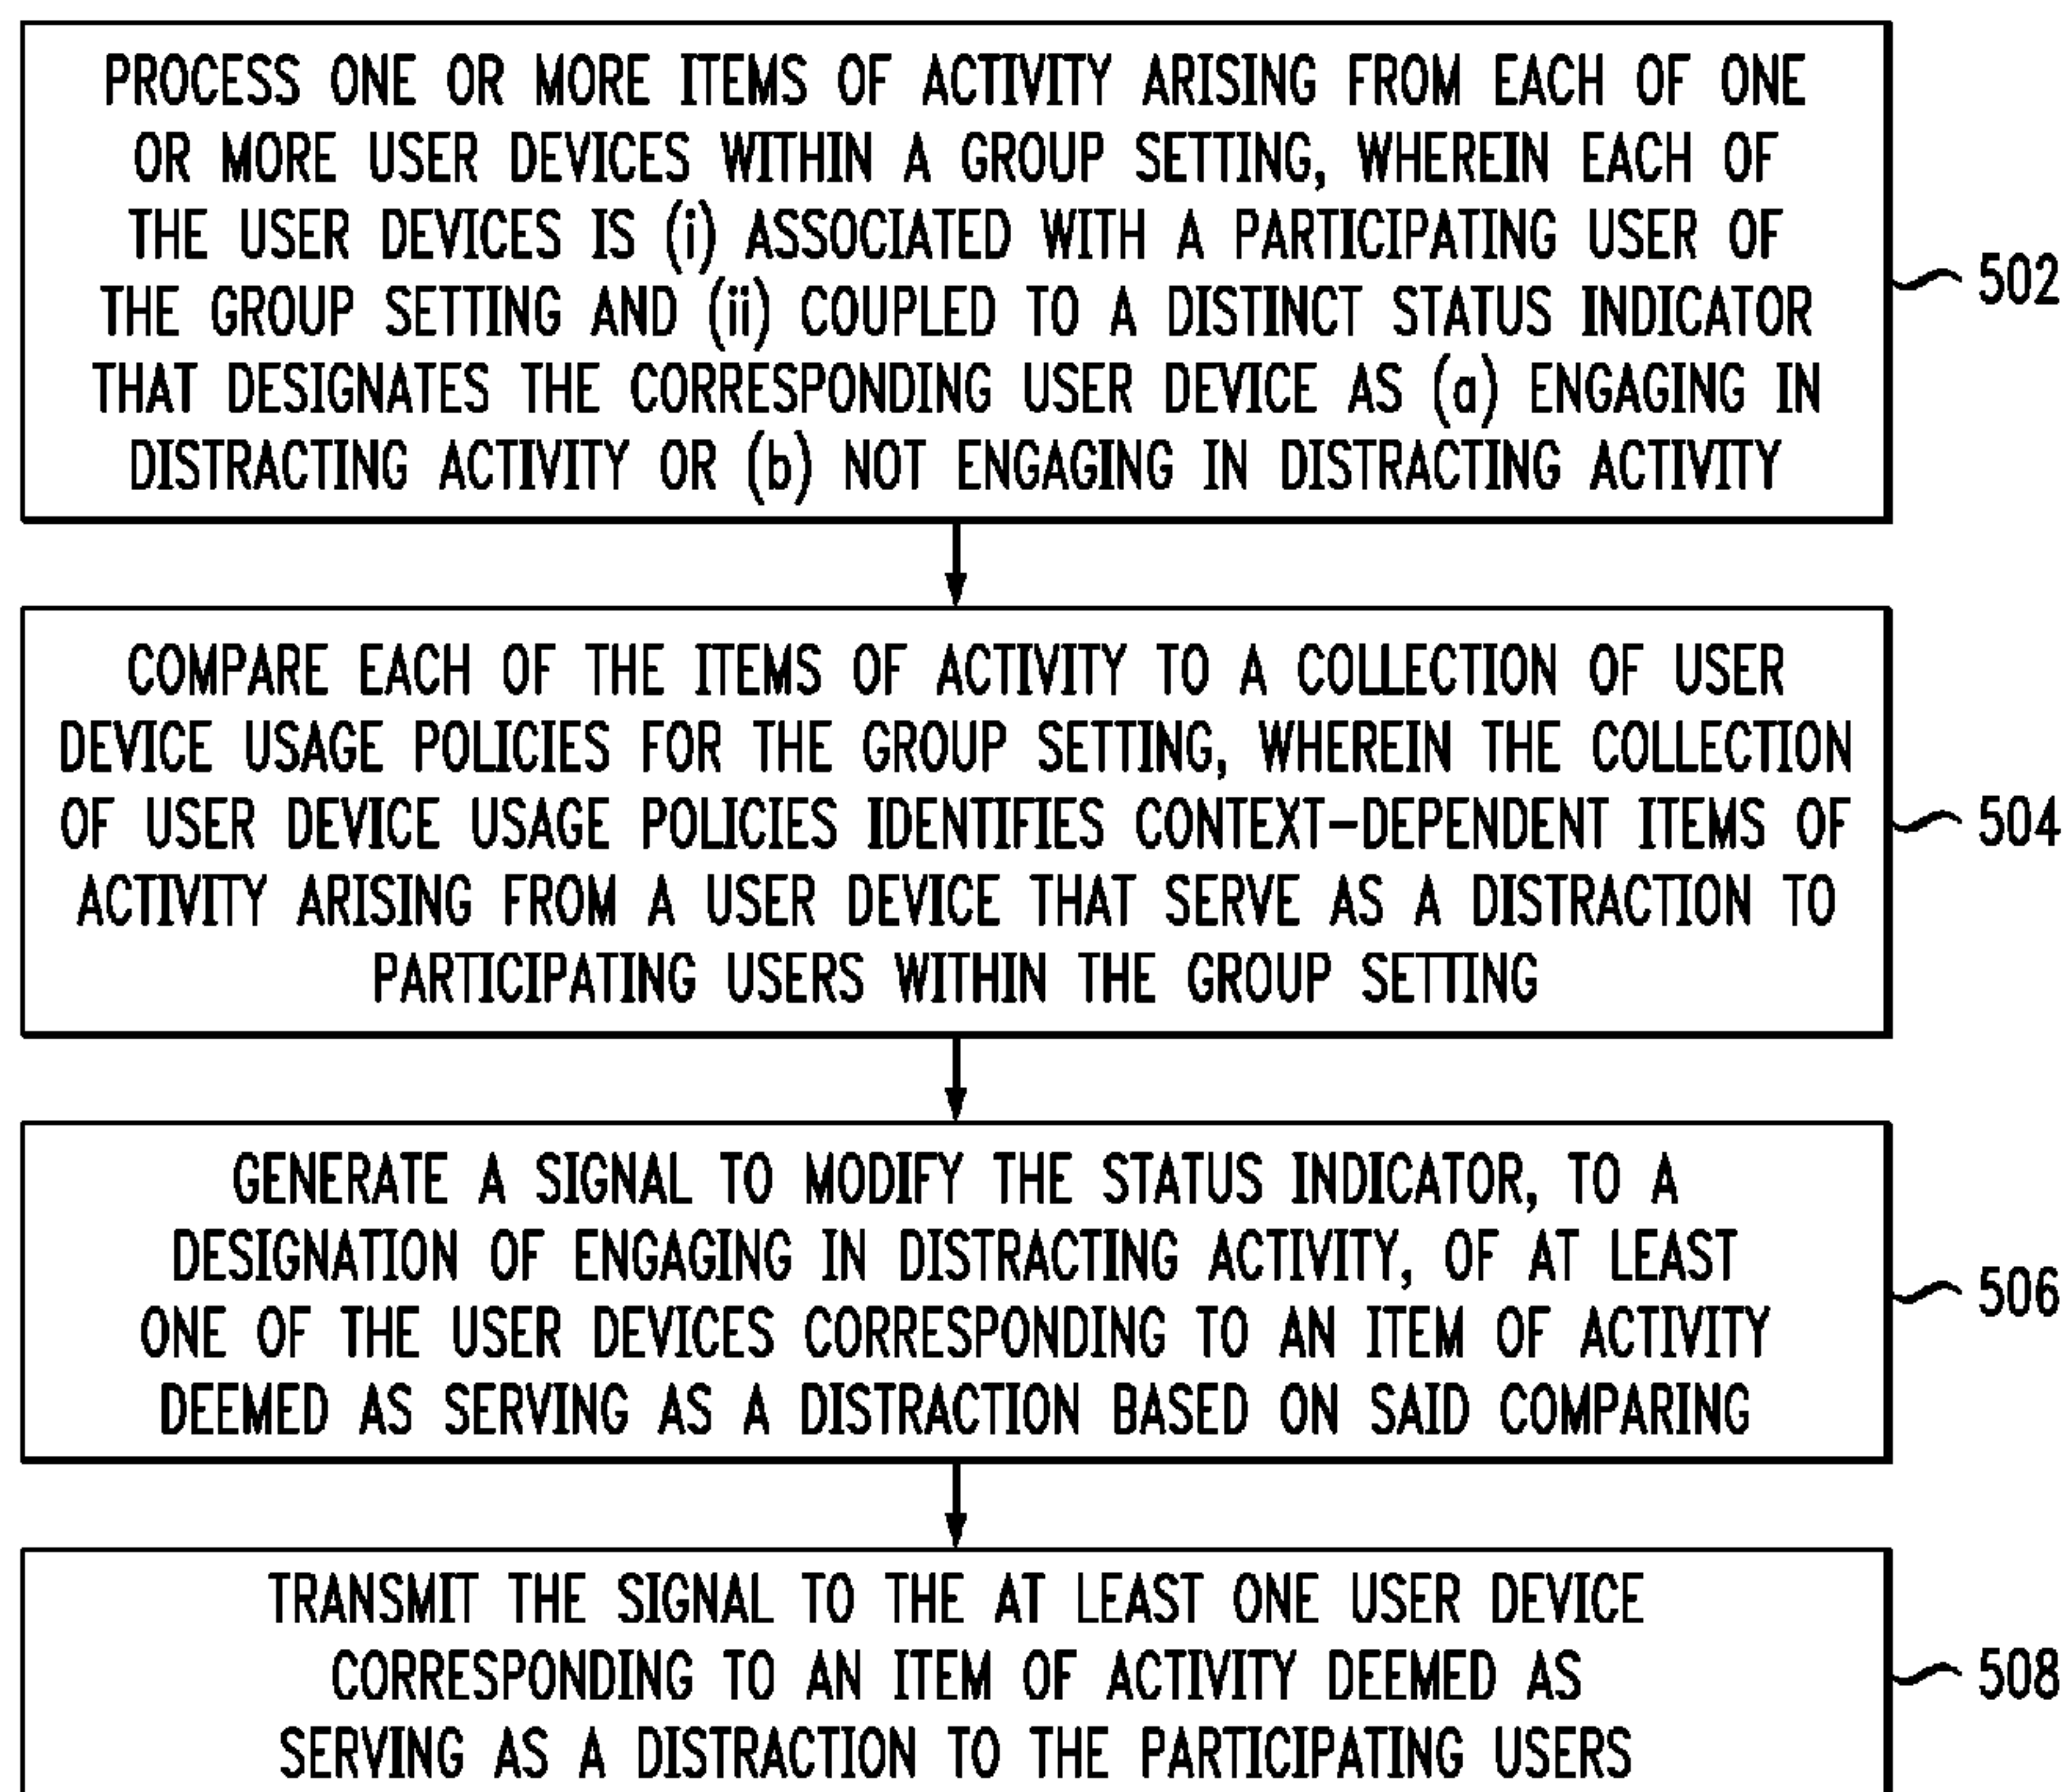 PROCESS ONE OR MORE ITEMS OF ACTIVITY ARISING FROM EACH OF ONE
OR MORE USER DEVICES WITHIN A GROUP SETTING, WHEREIN EACH OF
THE USER DEVICES IS (i) ASSOCIATED WITH A PARTICIPATING USER OF
THE GROUP SETTING AND (ii) COUPLED TO A DISTINCT STATUS INDICATOR
THAT DESIGNATES THE CORRESPONDING USER DEVICE AS (a) ENGAGING IN
DISTRACTING ACTIVITY OR (b) NOT ENGAGING IN DISTRACTING ACTIVITY
502
COMPARE EACH OF THE ITEMS OF ACTIVITY TO A COLLECTION OF USER
DEVICE USAGE POLICIES FOR THE GROUP SETTING, WHEREIN THE COLLECTION
OF USER DEVICE USAGE POLICIES IDENTIFIES CONTEXT-DEPENDENT ITEMS OF
ACTIVITY ARISING FROM A USER DEVICE THAT SERVE AS A DISTRACTION TO
PARTICIPATING USERS WITHIN THE GROUP SETTING
504
GENERATE A SIGNAL TO MODIFY THE STATUS INDICATOR, TO A
DESIGNATION OF ENGAGING IN DISTRACTING ACTIVITY, OF AT LEAST
ONE OF THE USER DEVICES CORRESPONDING TO AN ITEM OF ACTIVITY
DEEMED AS SERVING AS A DISTRACTION BASED ON SAID COMPARING
506
TRANSMIT THE SIGNAL TO THE AT LEAST ONE USER DEVICE
CORRESPONDING TO AN ITEM OF ACTIVITY DEEMED AS
SERVING AS A DISTRACTION TO THE PARTICIPATING USERS
508